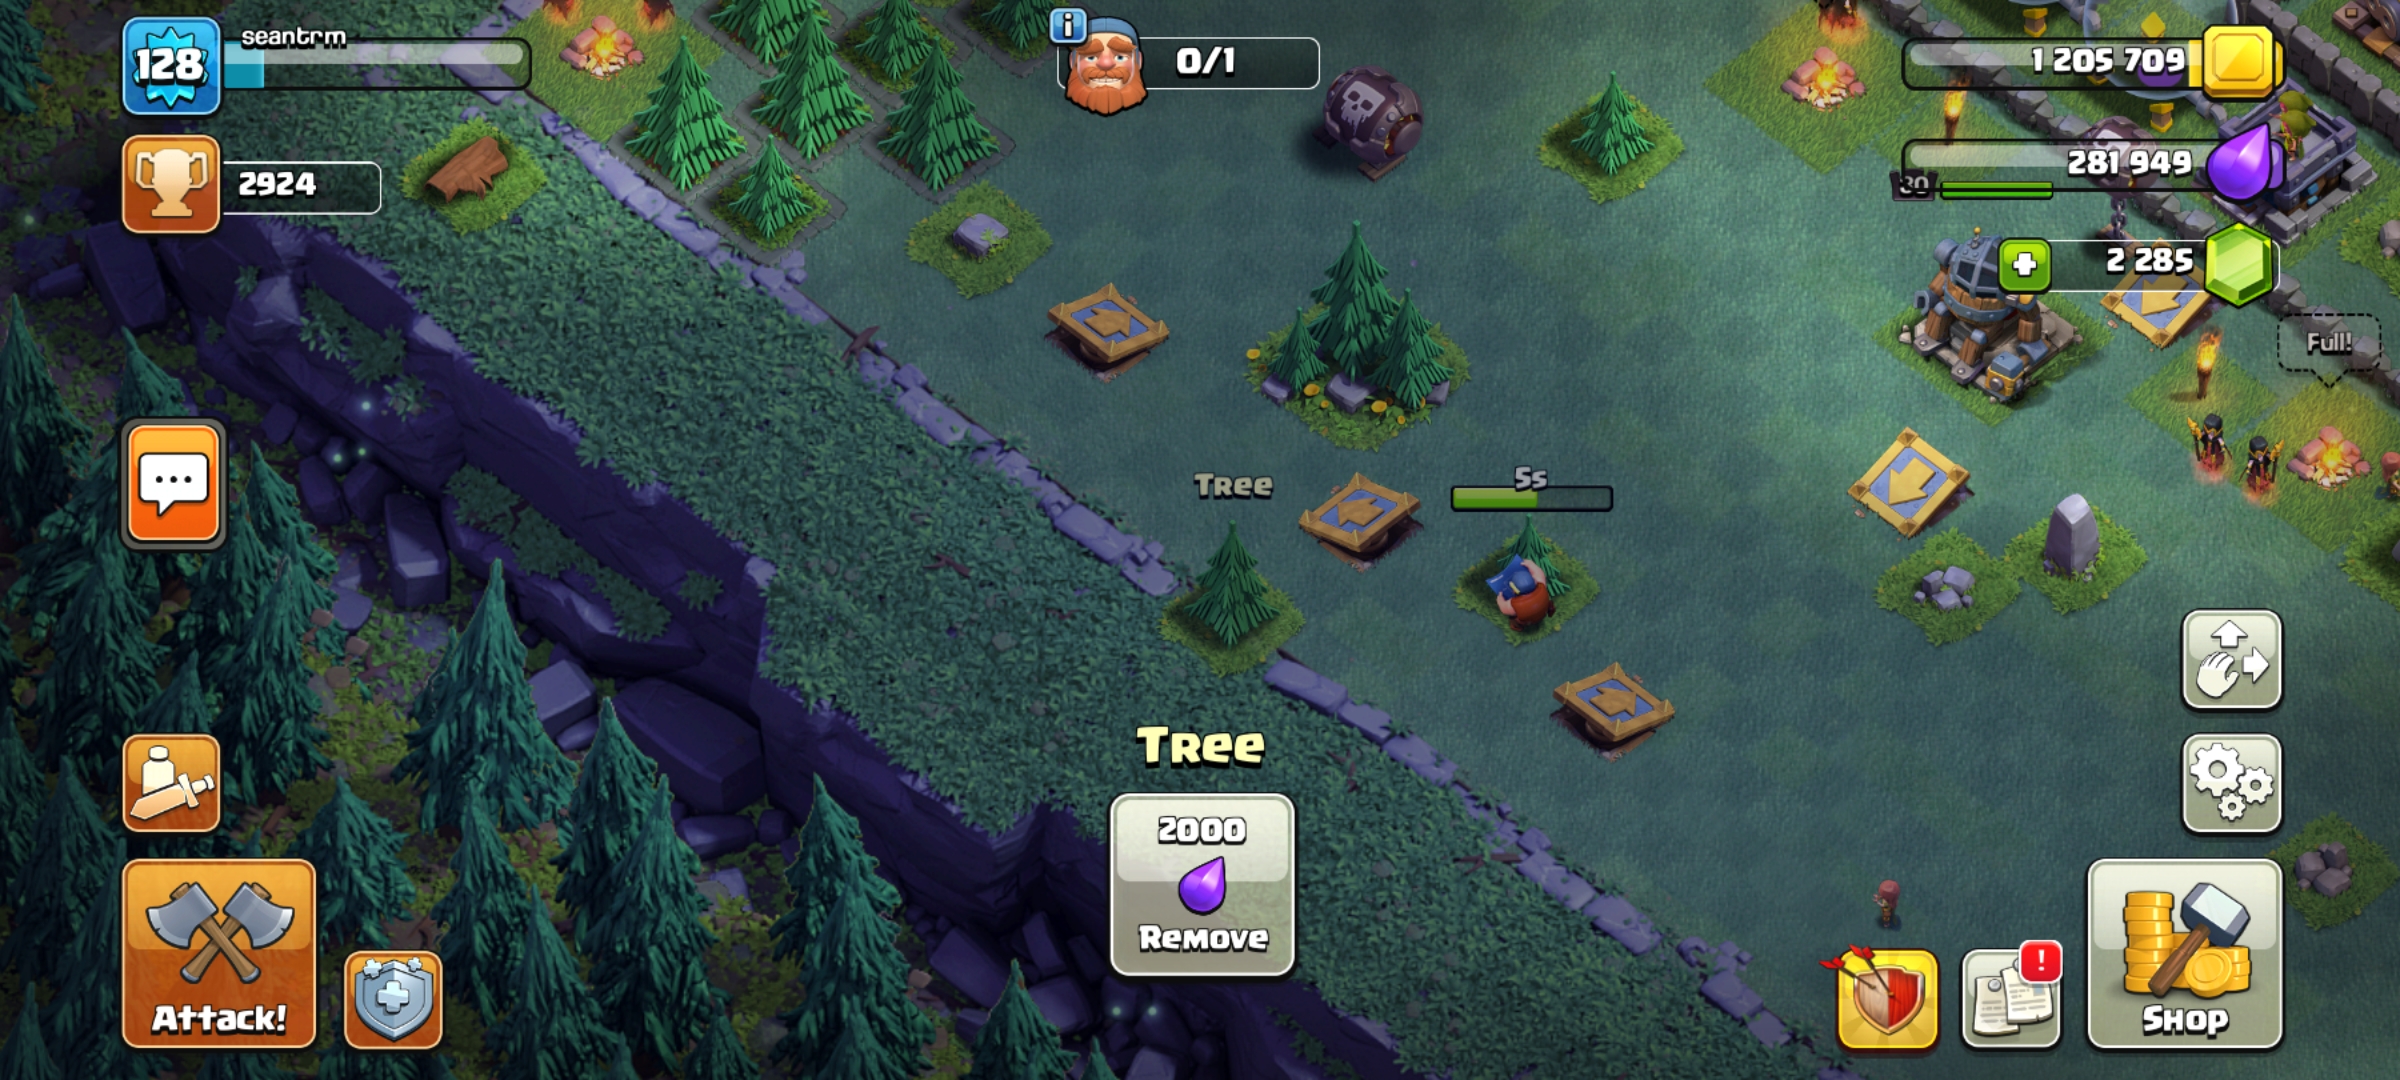 128
seantrm
2924
i
0/1
1 205 709
281 949
30
2 285
Full!
Tree
5s
Tree
2000
Remove
Attack!
!
Shop